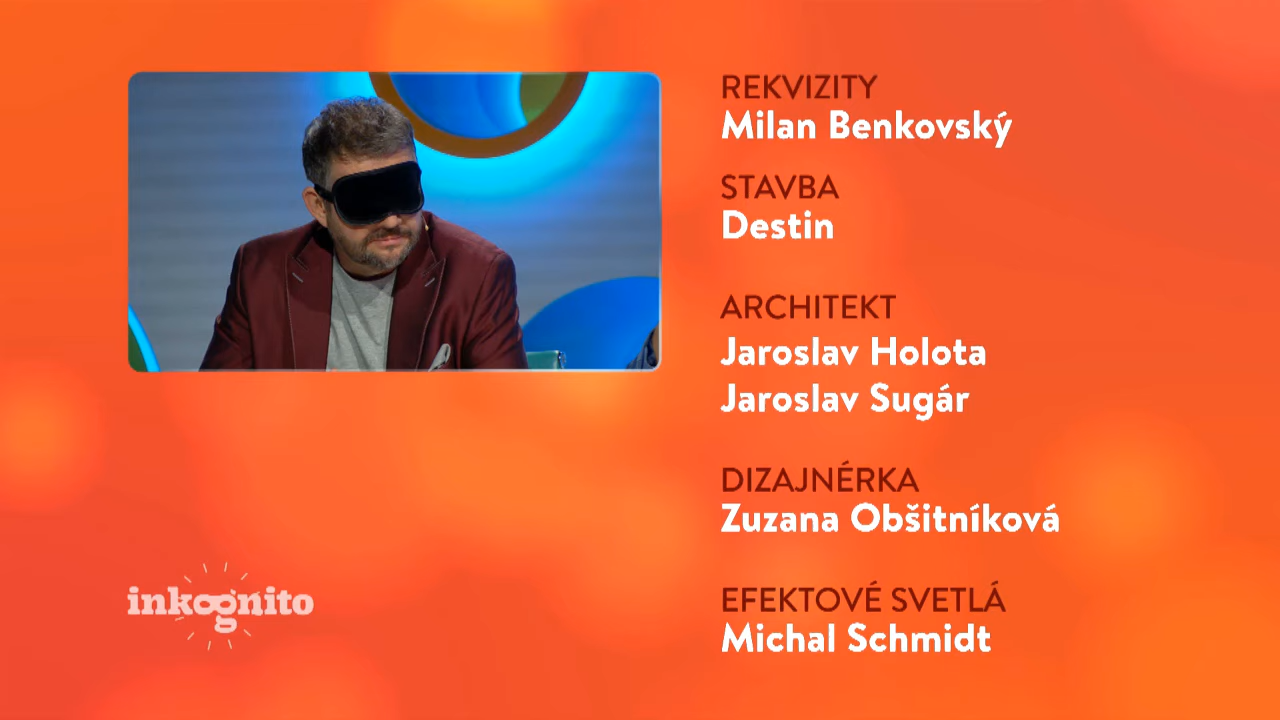 REKVIZITY
Milan Benkovský
STAVBA
Destin
ARCHITEKT
Jaroslav Holota
Jaroslav Sugár
DIZAJNÉRKA
Zuzana Obšitníková
EFEKTOVÉ SVETLÁ
Michal Schmidt
inkognito